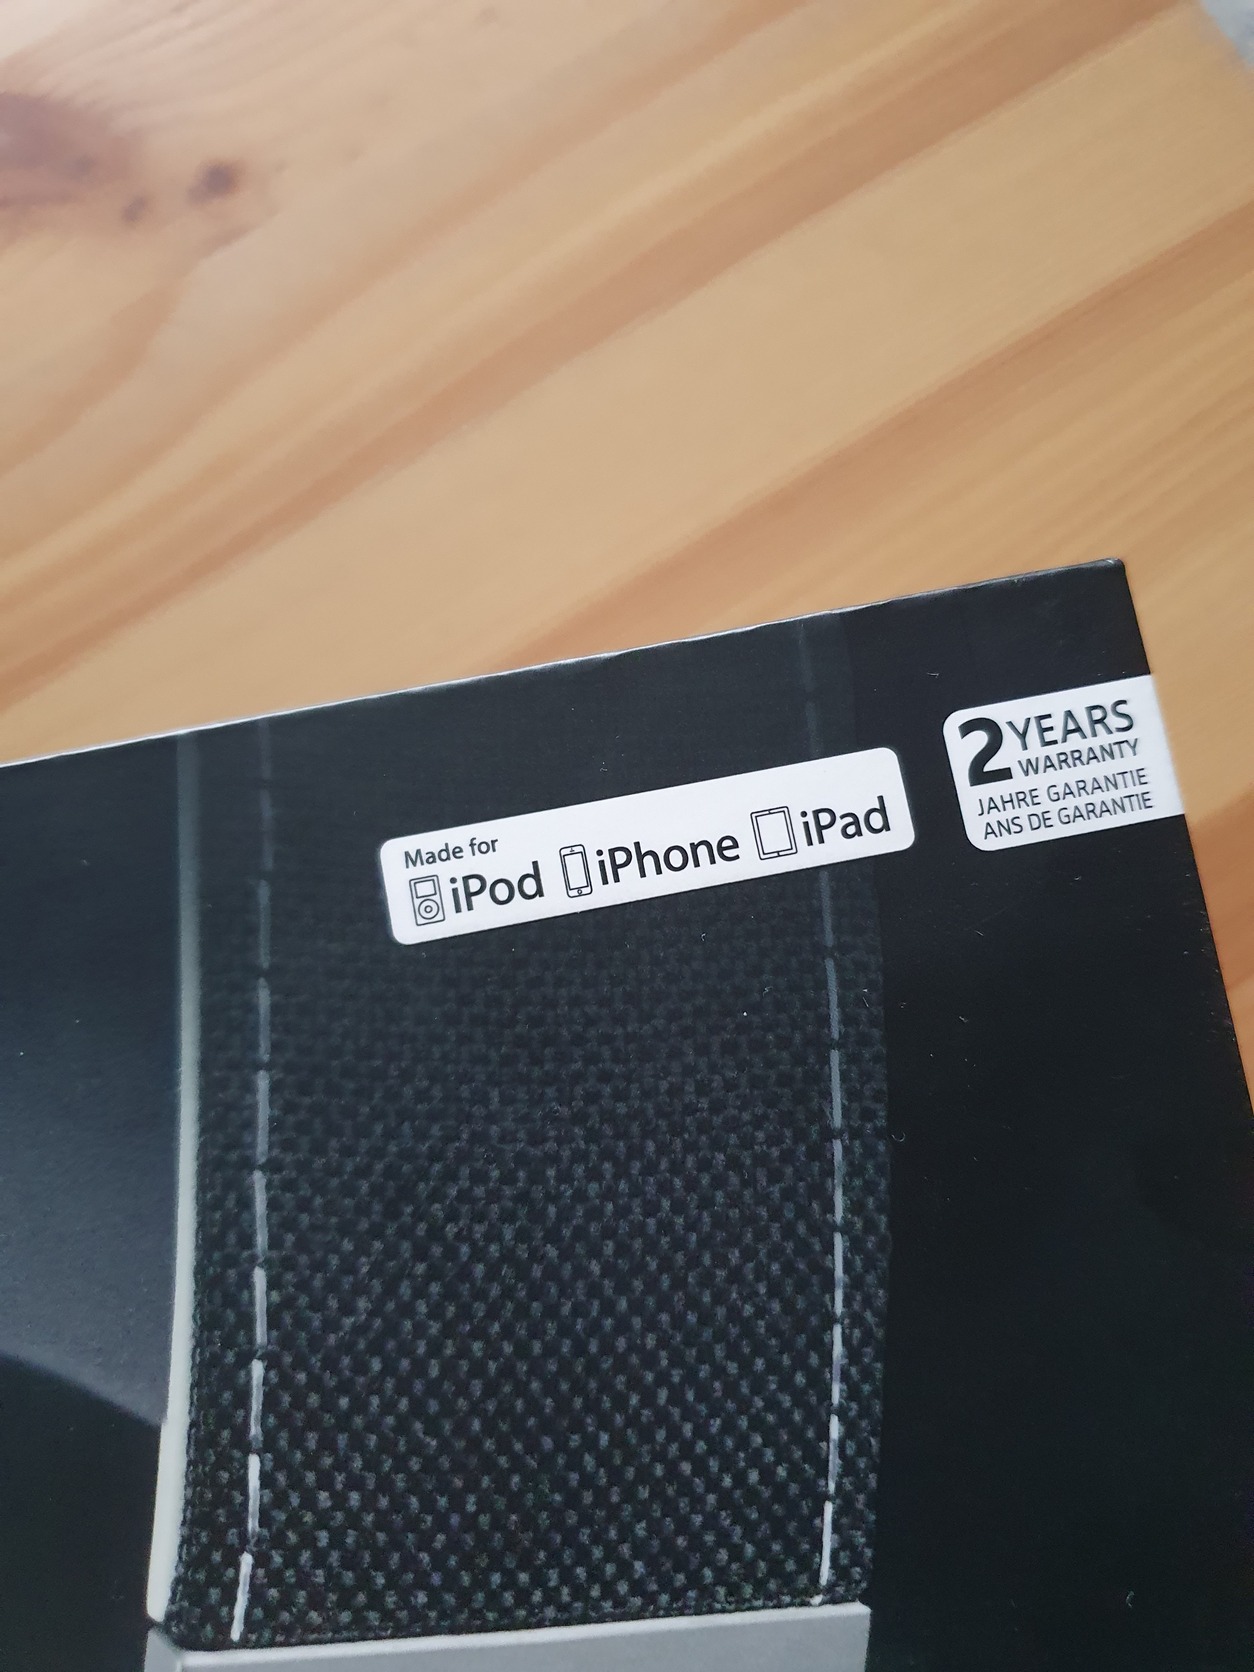 Made for
iPod iPhone iPad
2 YEARS
WARRANTY
JAHRE GARANTIE
ANS DE GARANTIE